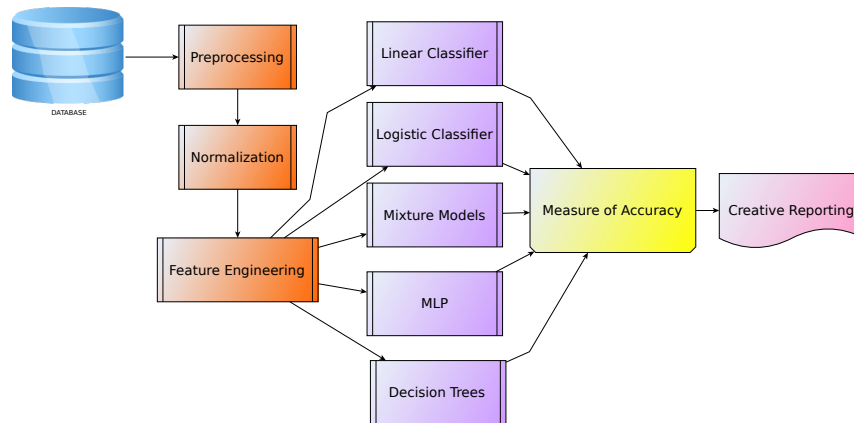 DATABASE
Preprocessing
Normalization
Feature Engineering
Linear Classifier
Logistic Classifier
Mixture Models
MLP
Decision Trees
Measure of Accuracy
Creative Reporting